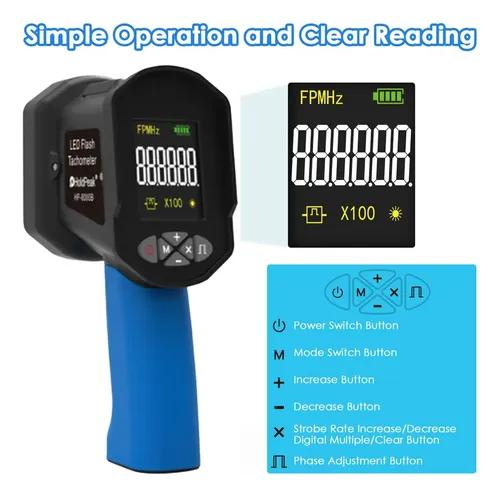 Simple Operation and Clear Reading
LED Flash
Tachometer
HoldPeak®
HP-8000B
FPMHz
888888
X100
M
X
FPMHz
888888
X100
M
X
Power Switch Button
M Mode Switch Button
+ Increase Button
- Decrease Button
X Strobe Rate Increase/Decrease
Digital Multiple/Clear Button
Phase Adjustment Button